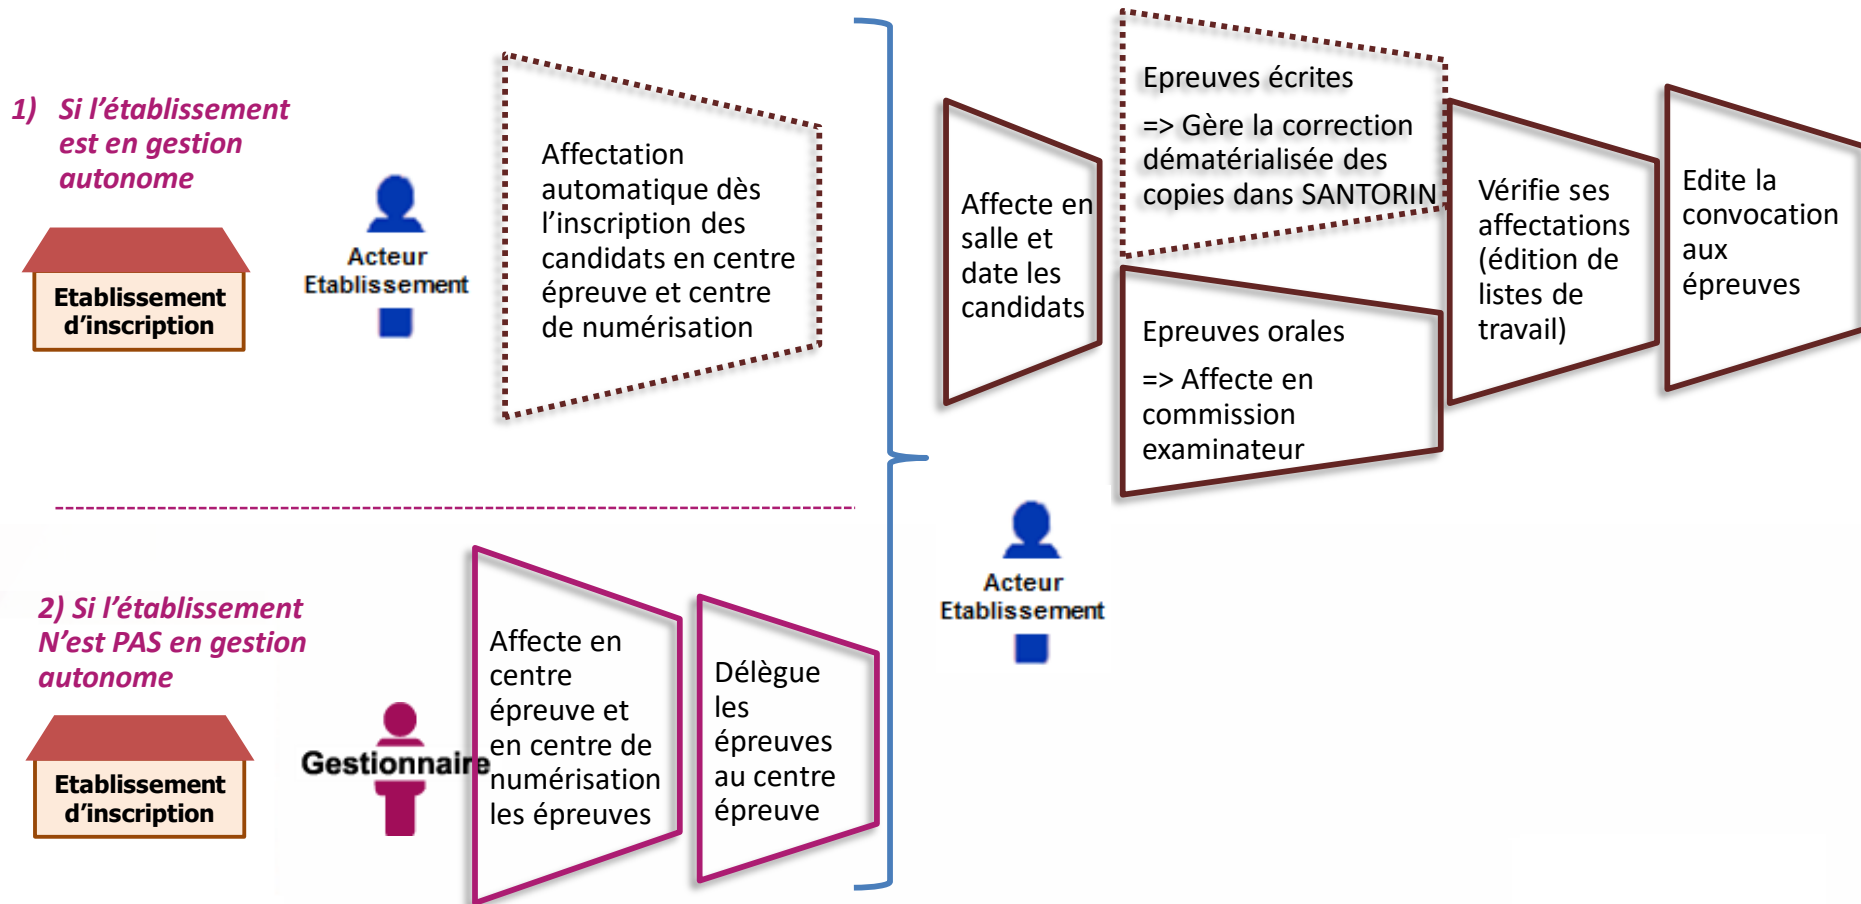 1) Si l’établissement
est en gestion
autonome
Etablissement
d’inscription
Acteur
Etablissement
Affectation
automatique dès
l’inscription des
candidats en centre
épreuve et centre
de numérisation
2) Si l’établissement
N’est PAS en gestion
autonome
Etablissement
d’inscription
Gestionnaire
Affecte en
centre
épreuve et
en centre de
numérisation
les épreuves
Délègue
les
épreuves
au centre
épreuve
Acteur
Etablissement
Affecte en
salle et
date les
candidats
Epreuves écrites
=> Gère la correction
dématérialisée des
copies dans SANTORIN
Epreuves orales
=> Affecte en
commission
examinateur
Vérifie ses
affectations
(édition de
listes de
travail)
Edite la
convocation
aux
épreuves